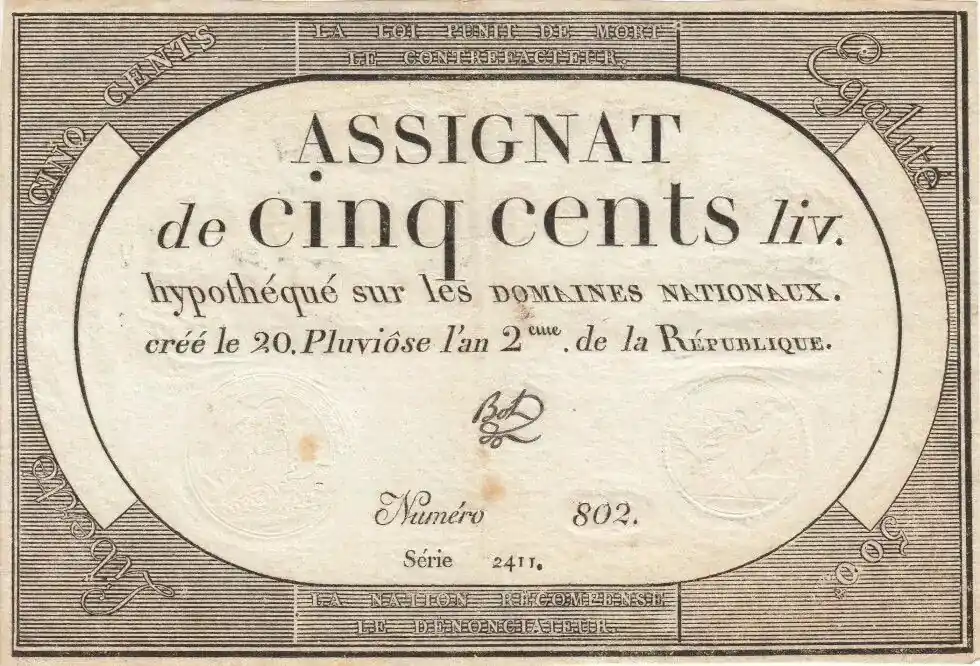 LA LOI PUNIT DE MORT
LE CONTREFACTEUR.
CINQ CENTS
Egalité
ASSIGNAT
de cinq cents liv.
hypothéqué sur les DOMAINES NATIONAUX.
créé le 20. Pluviôse l'an 2eme. de la RÉPUBLIQUE.
Numéro 802.
Série 2411.
Liberté
500#
LA NATION RÉCOMPENSE
LE DÉNONCIATEUR.